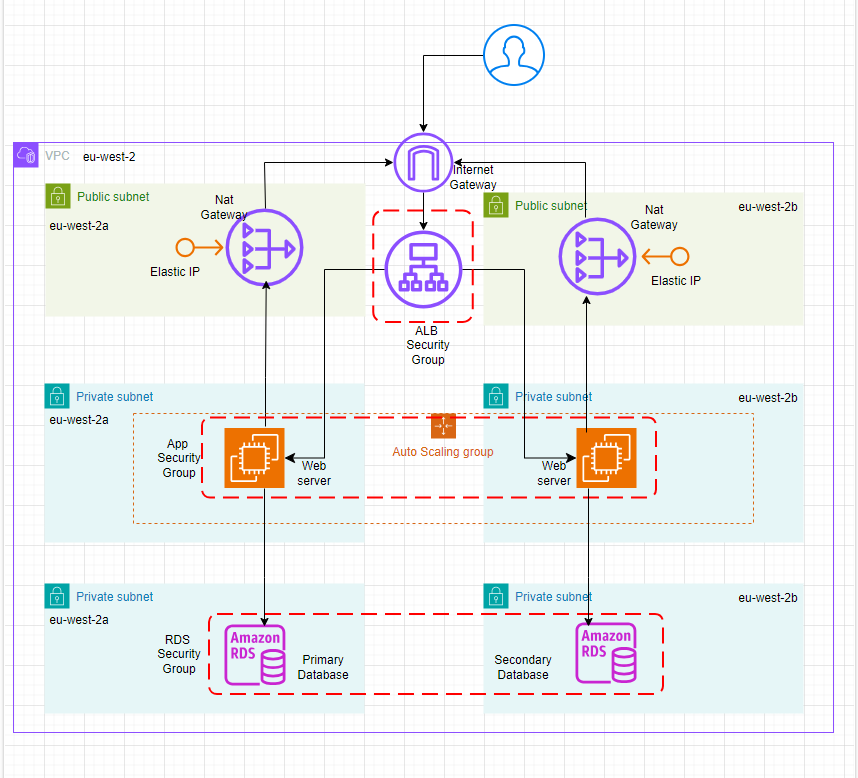 VPC
eu-west-2
Internet
Gateway
Public subnet
eu-west-2a
Nat
Gateway
Elastic IP
Public subnet
eu-west-2b
Nat
Gateway
Elastic IP
ALB
Security
Group
Private subnet
eu-west-2a
Private subnet
eu-west-2b
App
Security
Group
Web
server
Auto Scaling group
Web
server
Private subnet
eu-west-2a
Private subnet
eu-west-2b
RDS
Security
Group
Amazon
RDS
Primary
Database
Secondary
Database
Amazon
RDS